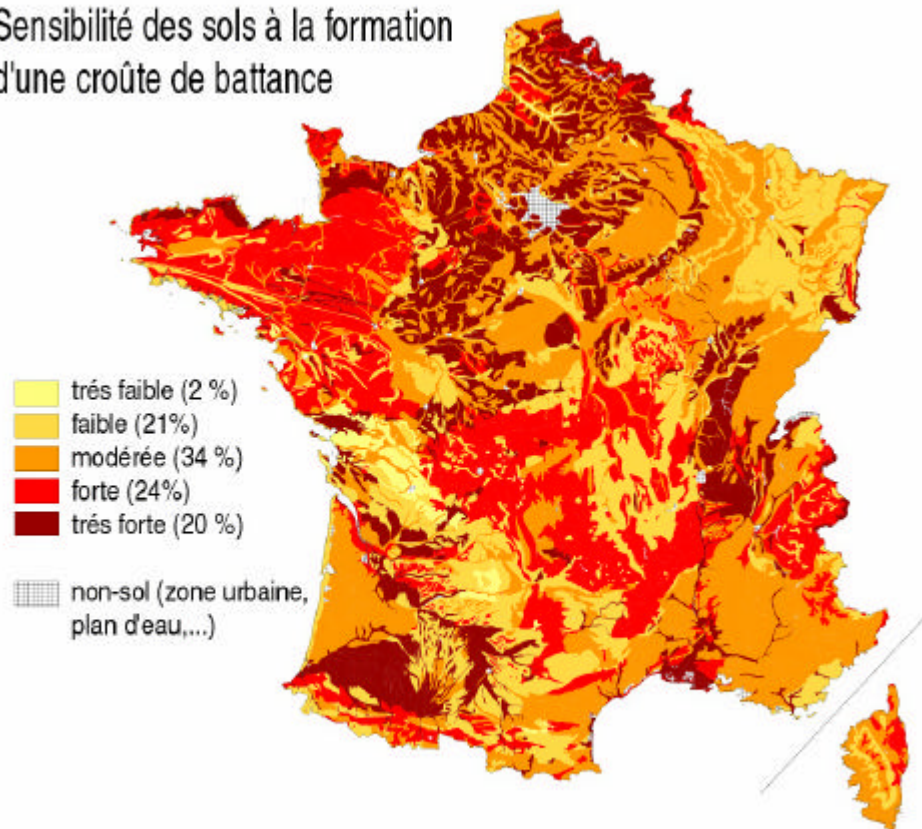 Sensibilité des sols à la formation
d'une croûte de battance
trés faible (2 %)
faible (21%)
modérée (34 %)
forte (24%)
trés forte (20 %)
non-sol (zone urbaine,
plan d'eau,...)